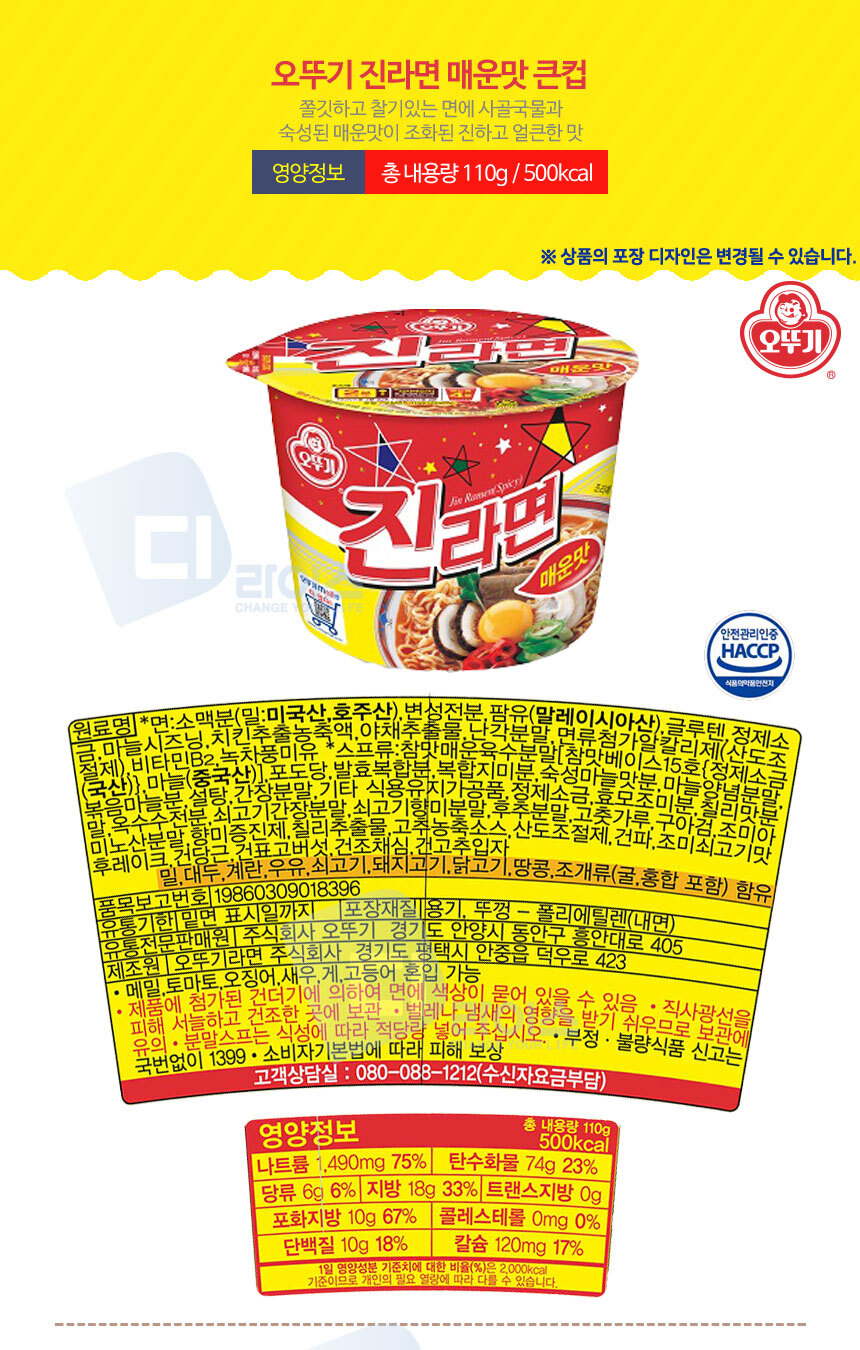 오뚜기 진라면 매운맛 큰컵
쫄깃하고 찰기있는 면에 사골국물과
숙성된 매운맛이 조화된 진하고 얼큰한 맛
영양정보 총 내용량 110g / 500kcal
※ 상품의 포장 디자인은 변경될 수 있습니다.
오뚜기
®
오뚜기
진라면
매운맛
오뚜기
Jin Ramen(Spicy)
진라면
매운맛
디
라이스
CHANGE YOUR LIFE
안전관리인증
HACCP
식품의약품안전처
원료명 *면:소맥분(밀:미국산,호주산),변성전분,팜유(말레이시아산),글루텐,정제소
금,마늘시즈닝,치킨추출농축액,야채추출물,난각분말,면류첨가알칼리제(산도조
절제),비타민B2,녹차풍미유 *스프류:참맛매운육수분말[참맛베이스15호{정제소금
(국산)},마늘(중국산)],포도당,발효복합분,복합지미분,숙성마늘맛분,마늘양념분말,
볶음마늘분,설탕,간장분말,기타 식용유지가공품,정제소금,효모조미분,칠리맛분
말,옥수수전분,쇠고기간장분말,쇠고기향미분말,후추분말,고춧가루,구아검,조미아
미노산분말,향미증진제,칠리추출물,고추농축소스,산도조절제,건파,조미쇠고기맛
후레이크,건당근,건표고버섯,건조채심,건고추입자
밀,대두,계란,우유,쇠고기,돼지고기,닭고기,땅콩,조개류(굴,홍합 포함) 함유
품목보고번호 19860309018396
유통기한 밑면 표시일까지 포장재질 용기, 뚜껑 – 폴리에틸렌(내면)
유통전문판매원 주식회사 오뚜기 경기도 안양시 동안구 흥안대로 405
제조원 오뚜기라면 주식회사 경기도 평택시 안중읍 덕우로 423
• 메밀,토마토,오징어,새우,게,고등어 혼입 가능
• 제품에 첨가된 건더기에 의하여 면에 색상이 묻어 있을 수 있음 • 직사광선을
피해 서늘하고 건조한 곳에 보관 • 벌레나 냄새의 영향을 받기 쉬우므로 보관에
유의 • 분말스프는 식성에 따라 적당량 넣어 주십시오. • 부정 · 불량식품 신고는
국번없이 1399 • 소비자기본법에 따라 피해 보상
고객상담실 : 080–088–1212(수신자요금부담)
영양정보 총 내용량 110g
500kcal
나트륨 1,490mg 75% 탄수화물 74g 23%
당류 6g 6% 지방 18g 33% 트랜스지방 0g
포화지방 10g 67% 콜레스테롤 0mg 0%
단백질 10g 18% 칼슘 120mg 17%
1일 영양성분 기준치에 대한 비율(%)은 2,000kcal
기준이므로 개인의 필요 열량에 따라 다를 수 있습니다.